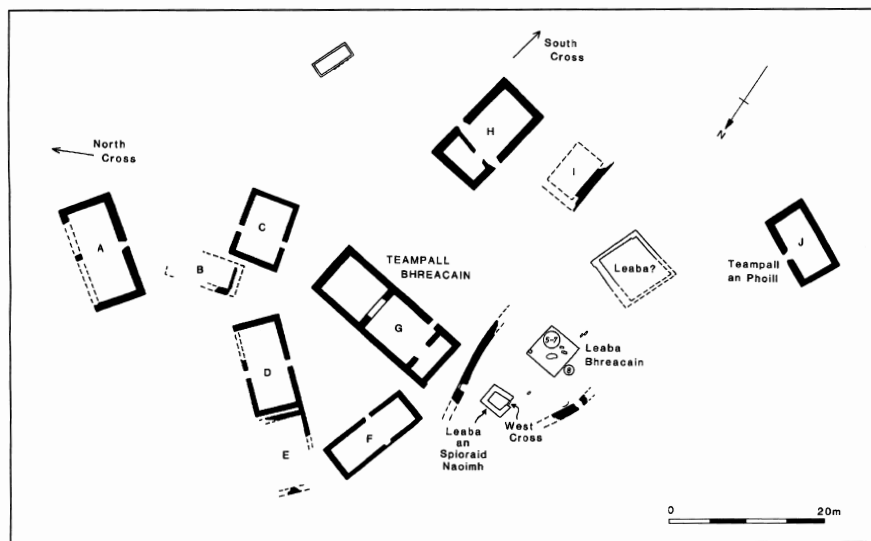 South
Cross
North
Cross
N
H
I
A
C
B
TEAMPALL
BHREACAIN
Leaba?
J
Teampall
an Phoill
G
D
5-7
Leaba
Bhreacain
8
F
E
Leaba
an
Spioraid
Naoimh
West
Cross
0
20m